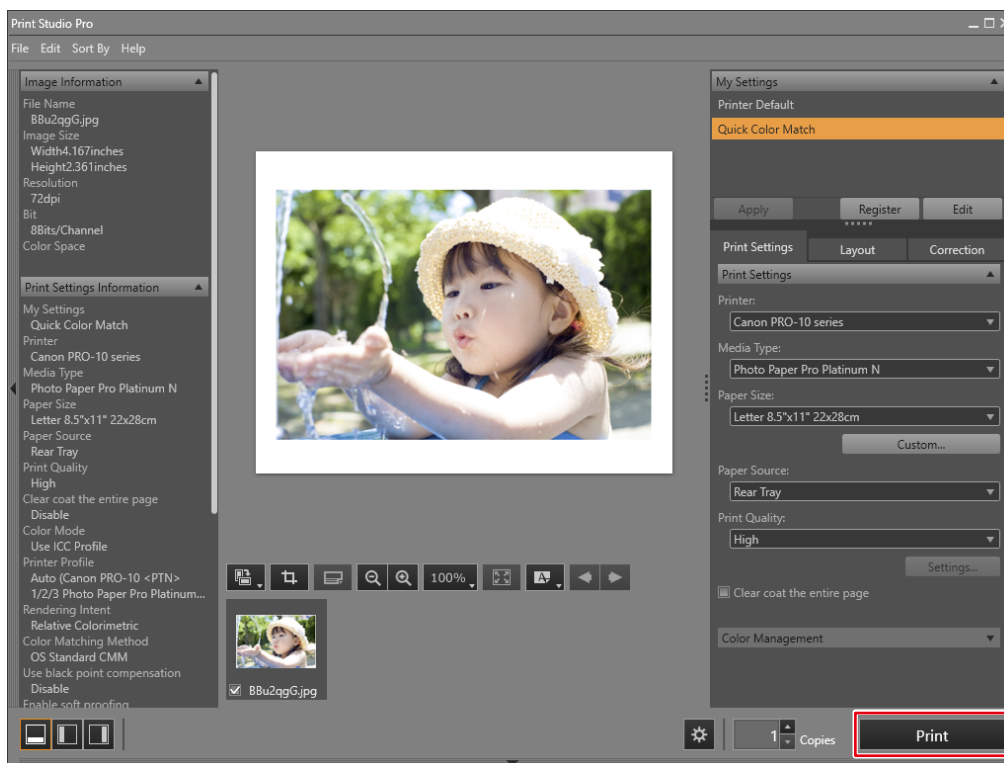 Print Studio Pro
File Edit Sort By Help
Image Information
File Name
BBu2qgG.jpg
Image Size
Width4.167inches
Height2.361inches
Resolution
72dpi
Bit
8Bits/Channel
Color Space
Print Settings Information
My Settings
Quick Color Match
Printer
Canon PRO-10 series
Media Type
Photo Paper Pro Platinum N
Paper Size
Letter 8.5"x11" 22x28cm
Paper Source
Rear Tray
Print Quality
High
Clear coat the entire page
Disable
Color Mode
Use ICC Profile
Printer Profile
Auto (Canon PRO-10 <PTN>
1/2/3 Photo Paper Pro Platinum...
Rendering Intent
Relative Colorimetric
Color Matching Method
OS Standard CMM
Use black point compensation
Disable
Enable soft proofing
100%
A
BBu2qgG.jpg
My Settings
Printer Default
Quick Color Match
Apply Register Edit
Print Settings Layout Correction
Print Settings
Printer:
Canon PRO-10 series
Media Type:
Photo Paper Pro Platinum N
Paper Size:
Letter 8.5"x11" 22x28cm
Custom...
Paper Source:
Rear Tray
Print Quality:
High
Settings...
Clear coat the entire page
Color Management
1 Copies Print